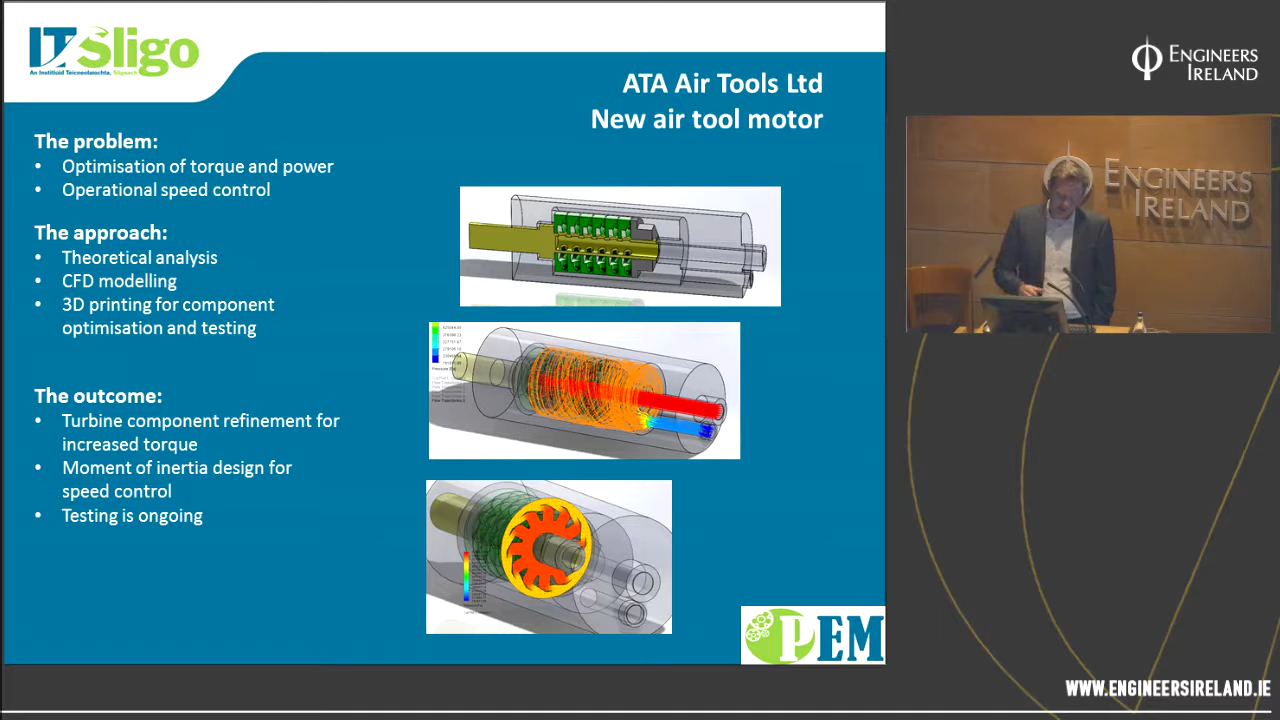 ITSligo
An Institiúid Teicneolaíochta, Sligeach
ATA Air Tools Ltd
New air tool motor
The problem:
• Optimisation of torque and power
• Operational speed control
The approach:
• Theoretical analysis
• CFD modelling
• 3D printing for component
optimisation and testing
The outcome:
• Turbine component refinement for
increased torque
• Moment of inertia design for
speed control
• Testing is ongoing
PEM
ENGINEERS
IRELAND
ENGINEERS
IRELAND
WWW.ENGINEERSIRELAND.IE